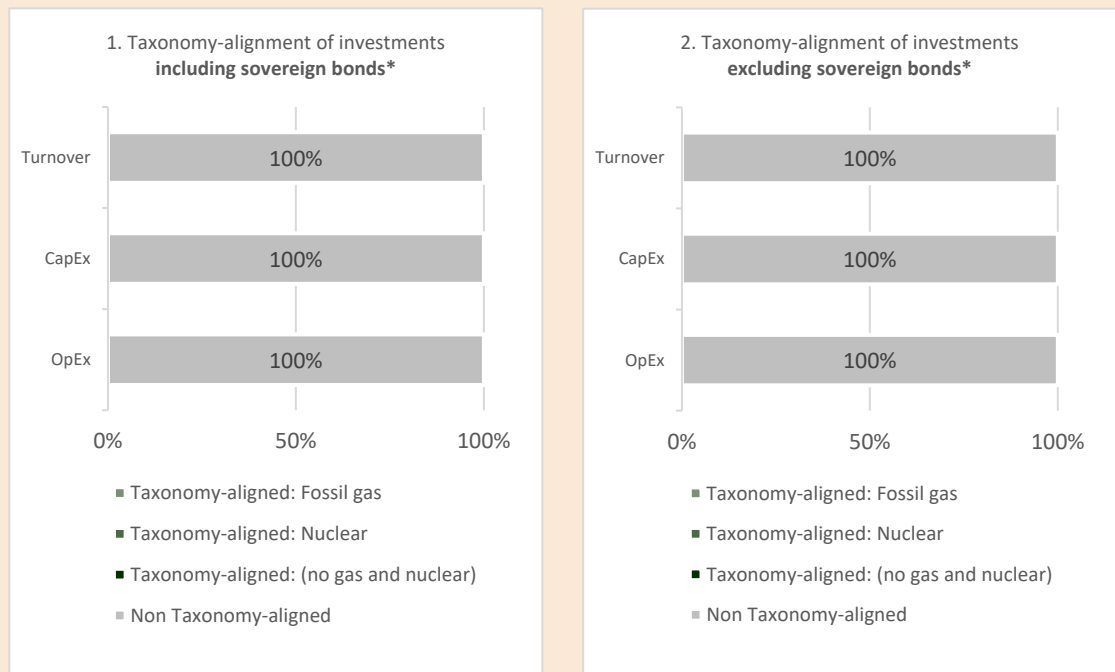 1. Taxonomy-alignment of investments
including sovereign bonds*
Turnover
100%
CapEx
100%
OpEx
100%
0%
50%
100%
Taxonomy-aligned: Fossil gas
Taxonomy-aligned: Nuclear
Taxonomy-aligned: (no gas and nuclear)
Non Taxonomy-aligned
2. Taxonomy-alignment of investments
excluding sovereign bonds*
Turnover
100%
CapEx
100%
OpEx
100%
0%
50%
100%
Taxonomy-aligned: Fossil gas
Taxonomy-aligned: Nuclear
Taxonomy-aligned: (no gas and nuclear)
Non Taxonomy-aligned